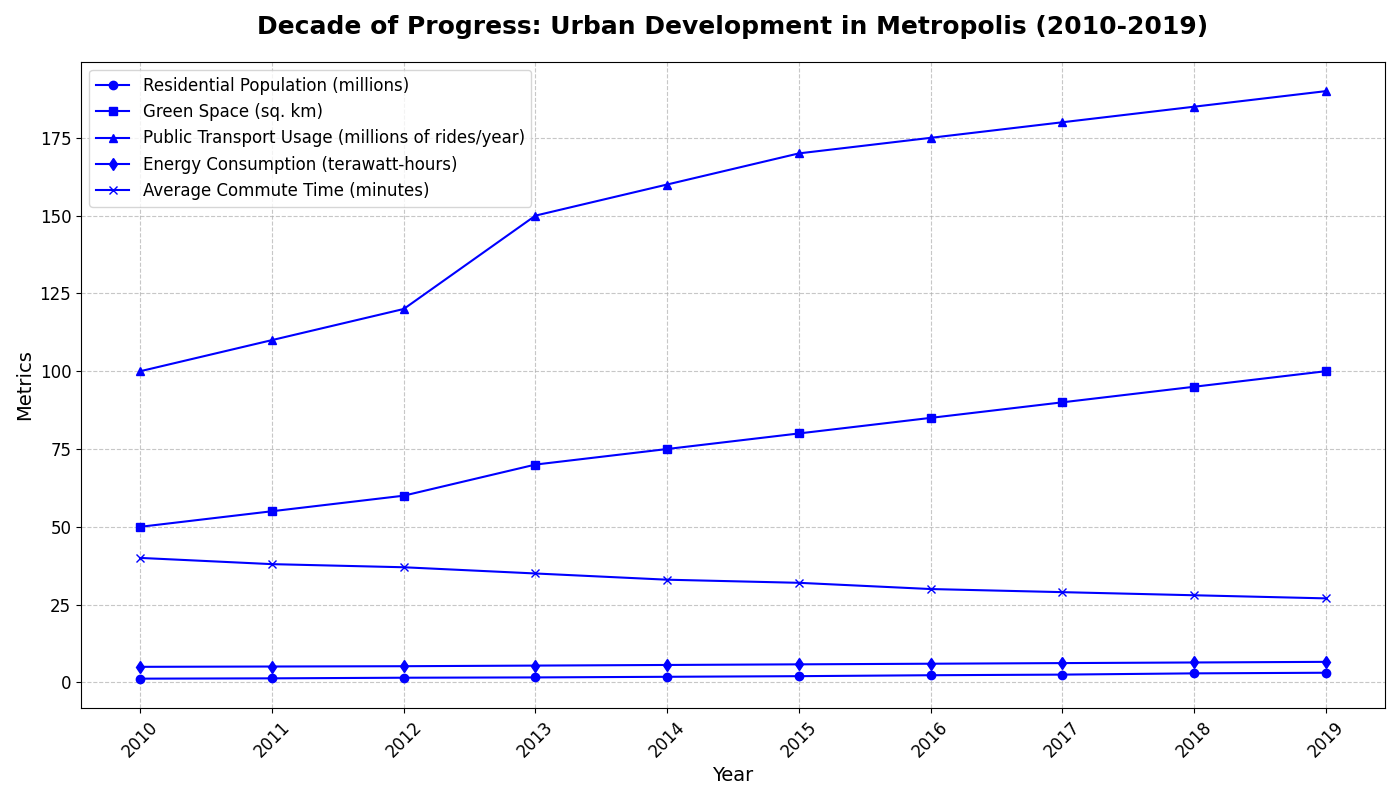 Decade of Progress: Urban Development in Metropolis (2010-2019)
Residential Population (millions)
Green Space (sq. km)
Public Transport Usage (millions of rides/year)
Energy Consumption (terawatt-hours)
Average Commute Time (minutes)
175
150
125
100
75
50
25
0
Metrics
2010
2011
2012
2013
2014
2015
2016
2017
2018
2019
Year